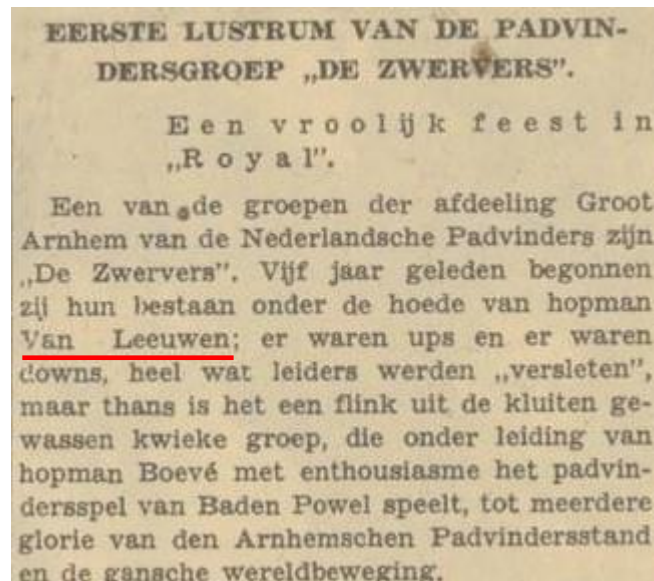 EERSTE LUSTRUM VAN DE PADVIN-
DERSGROEP „DE ZWERVERS”.
Een vroolijk feest in
„Royal”.
Een van de groepen der afdeeling Groot
Arnhem van de Nederlandsche Padvinders zijn
„De Zwervers”. Vijf jaar geleden begonnen
zij hun bestaan onder de hoede van hopman
Van Leeuwen; er waren ups en er waren
downs, heel wat leiders werden „versleten”,
maar thans is het een flink uit de kluiten ge-
wassen kwieke groep, die onder leiding van
hopman Boevé met enthousiasme het padvin-
dersspel van Baden Powel speelt, tot meerdere
glorie van den Arnhemschen Padvindersstand
en de gansche wereldbeweging.